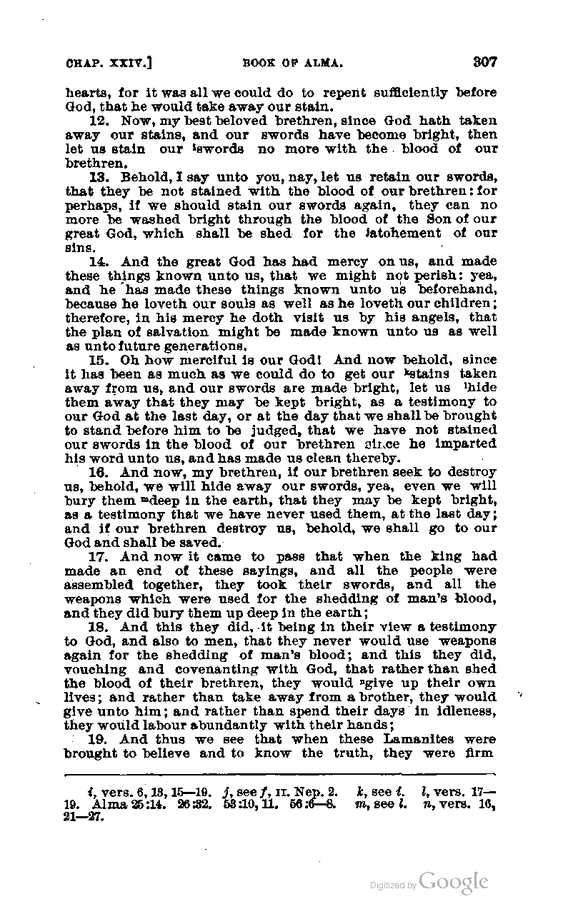 CHAP. XXIV.] BOOK OF ALMA. 307
hearts, for it was all we could do to repent sufficiently before
God, that he would take away our stain.
12. Now, my best beloved brethren, since God hath taken
away our stains, and our swords have become bright, then
let us stain our ⁱswords no more with the blood of our
brethren.
13. Behold, I say unto you, nay, let us retain our swords,
that they be not stained with the blood of our brethren: for
perhaps, if we should stain our swords again, they can no
more be washed bright through the blood of the Son of our
great God, which shall be shed for the ʲatonement of our
sins.
14. And the great God has had mercy on us, and made
these things known unto us, that we might not perish: yea,
and he has made these things known unto us beforehand,
because he loveth our souls as well as he loveth our children;
therefore, in his mercy he doth visit us by his angels, that
the plan of salvation might be made known unto us as well
as unto future generations.
15. Oh how merciful is our God! And now behold, since
it has been as much as we could do to get our ᵏstains taken
away from us, and our swords are made bright, let us ˡhide
them away that they may be kept bright, as a testimony to
our God at the last day, or at the day that we shall be brought
to stand before him to be judged, that we have not stained
our swords in the blood of our brethren since he imparted
his word unto us, and has made us clean thereby.
16. And now, my brethren, if our brethren seek to destroy
us, behold, we will hide away our swords, yea, even we will
bury them ᵐdeep in the earth, that they may be kept bright,
as a testimony that we have never used them, at the last day;
and if our brethren destroy us, behold, we shall go to our
God and shall be saved.
17. And now it came to pass that when the king had
made an end of these sayings, and all the people were
assembled together, they took their swords, and all the
weapons which were used for the shedding of man's blood,
and they did bury them up deep in the earth;
18. And this they did, it being in their view a testimony
to God, and also to men, that they never would use weapons
again for the shedding of man's blood; and this they did,
vouching and covenanting with God, that rather than shed
the blood of their brethren, they would ⁿgive up their own
lives; and rather than take away from a brother, they would
give unto him; and rather than spend their days in idleness,
they would labour abundantly with their hands;
19. And thus we see that when these Lamanites were
brought to believe and to know the truth, they were firm
i, vers. 6, 13, 15—19. j, see f, II. Nep. 2. k, see i. l, vers. 17—
19. Alma 25:14. 26:32. 53:10, 11. 56:6—8. m, see l. n, vers. 16,
21—27.
Digitized by Google